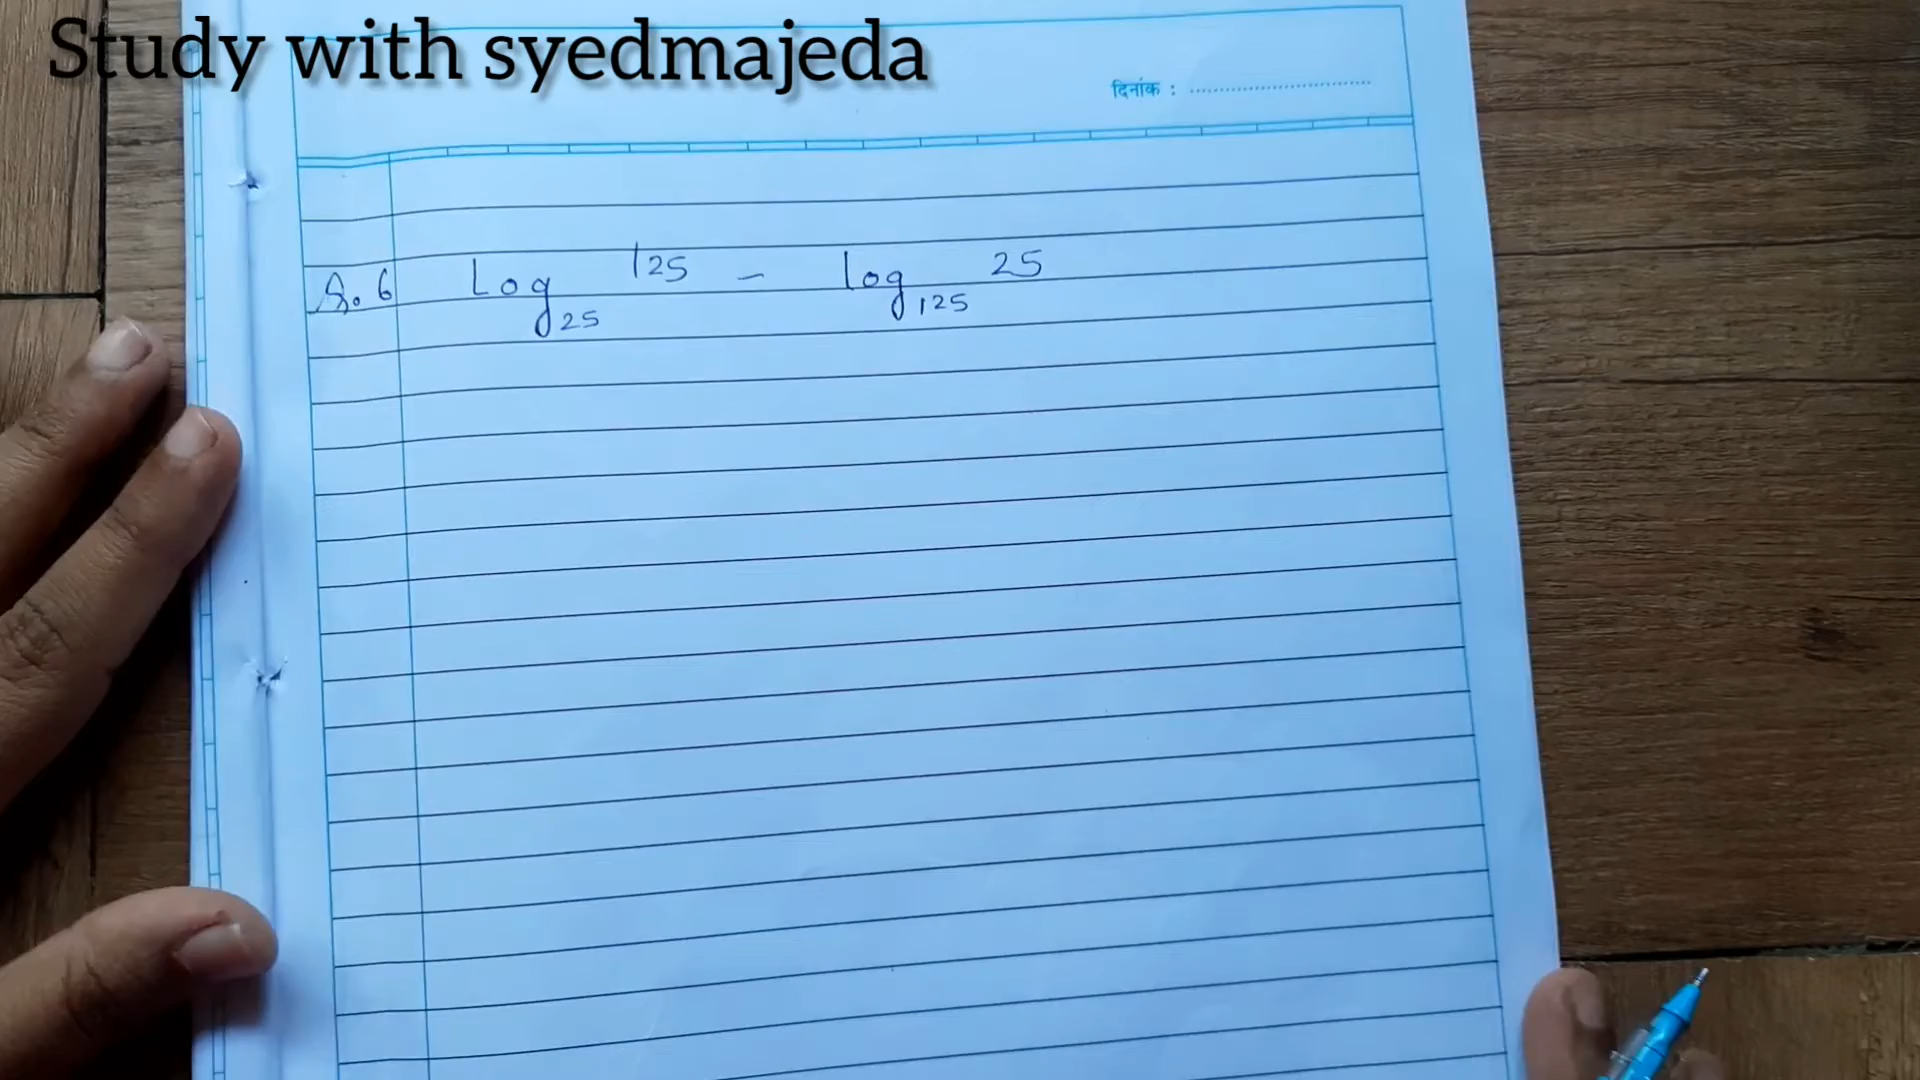 Study with syedmajeda
दिनांक : ........................
Q. 6 Log₂₅ 125 - log₁₂₅ 25